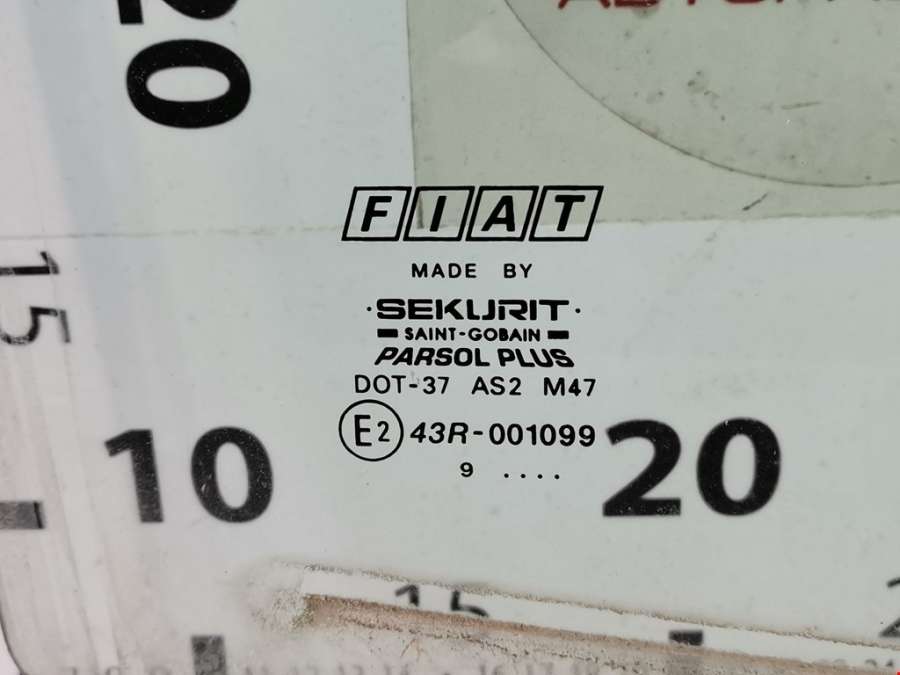 20
FIAT
MADE BY
·SEKURIT·
SAINT-GOBAIN
PARSOL PLUS
DOT-37 AS2 M47
E2 43R-001099
9 ....
15
10
20
15